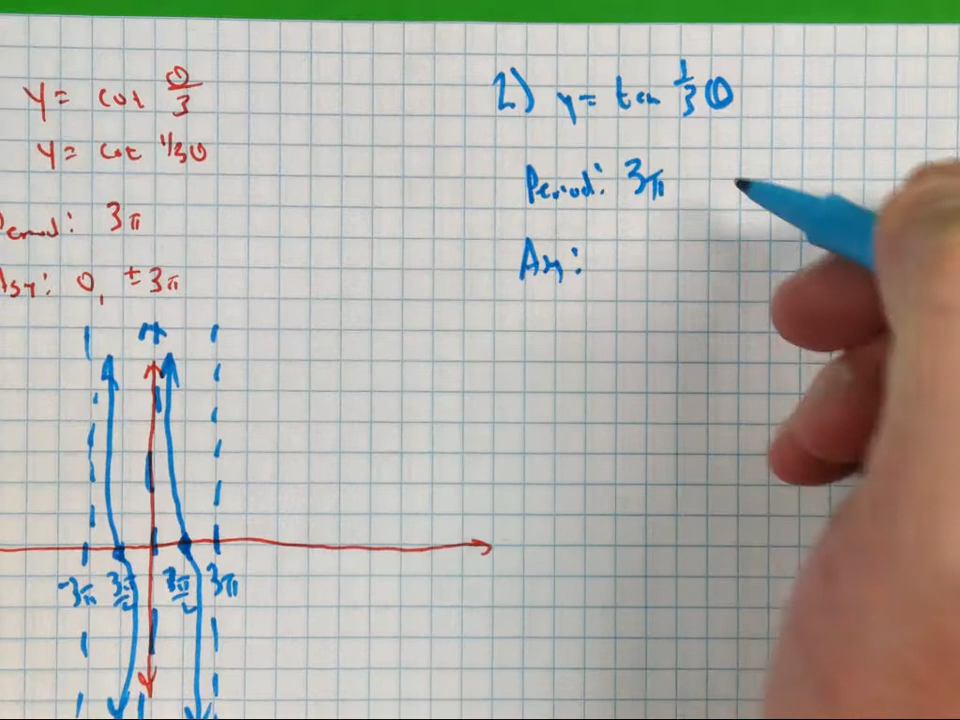 y = cot θ/3
y = cot 1/3θ
Period: 3π
Asy: 0, ±3π
-3π 3π/2 3π/2 3π
2) y = tan 1/3 θ
Period: 3π
Asy: